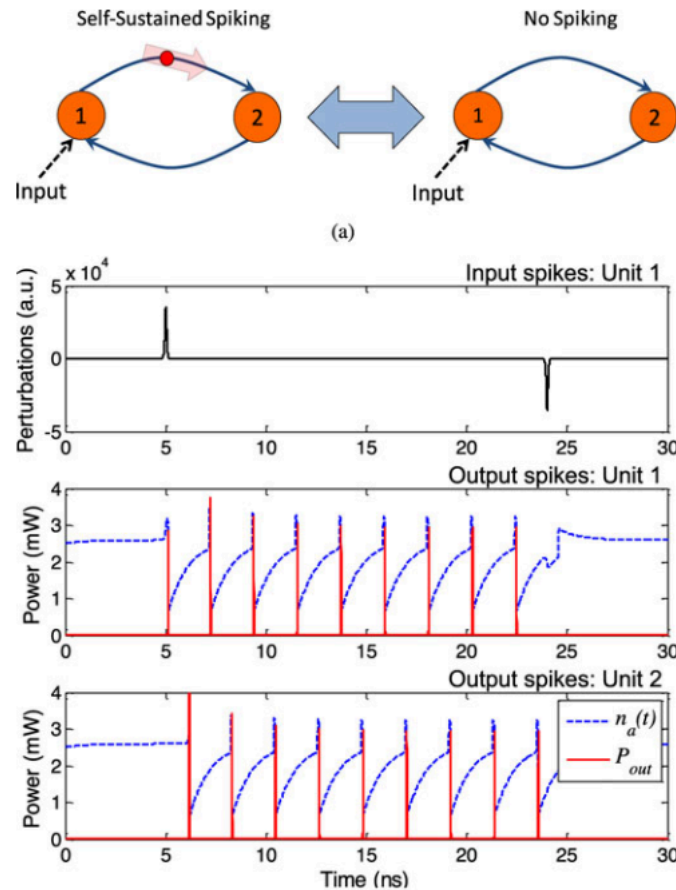 Self-Sustained Spiking
No Spiking
1
2
1
2
Input
Input
(a)
x 10⁴
Input spikes: Unit 1
Perturbations (a.u.)
5
0
-5
0 5 10 15 20 25 30
Output spikes: Unit 1
Power (mW)
4
3
2
1
0
0 5 10 15 20 25 30
Output spikes: Unit 2
Power (mW)
4
3
2
1
0
n_a(t)
P_out
0 5 10 15 20 25 30
Time (ns)